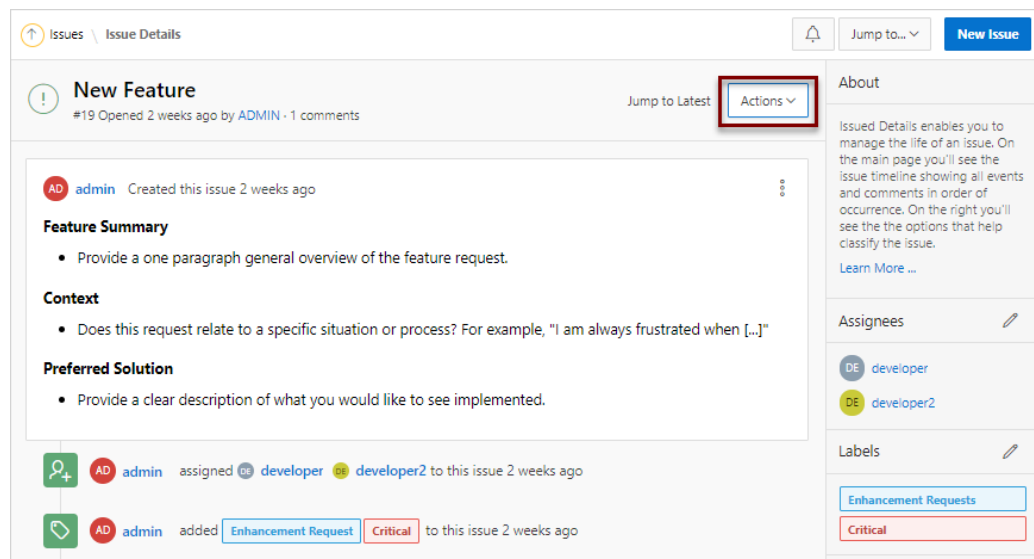 Issues \ Issue Details
Jump to...
New Issue
New Feature
#19 Opened 2 weeks ago by ADMIN · 1 comments
Jump to Latest
Actions
AD admin Created this issue 2 weeks ago
Feature Summary
• Provide a one paragraph general overview of the feature request.
Context
• Does this request relate to a specific situation or process? For example, "I am always frustrated when [...]"
Preferred Solution
• Provide a clear description of what you would like to see implemented.
AD admin assigned DE developer DE developer2 to this issue 2 weeks ago
AD admin added Enhancement Request Critical to this issue 2 weeks ago
About
Issued Details enables you to
manage the life of an issue. On
the main page you'll see the
issue timeline showing all events
and comments in order of
occurrence. On the right you'll
see the the options that help
classify the issue.
Learn More ...
Assignees
DE developer
DE developer2
Labels
Enhancement Requests
Critical